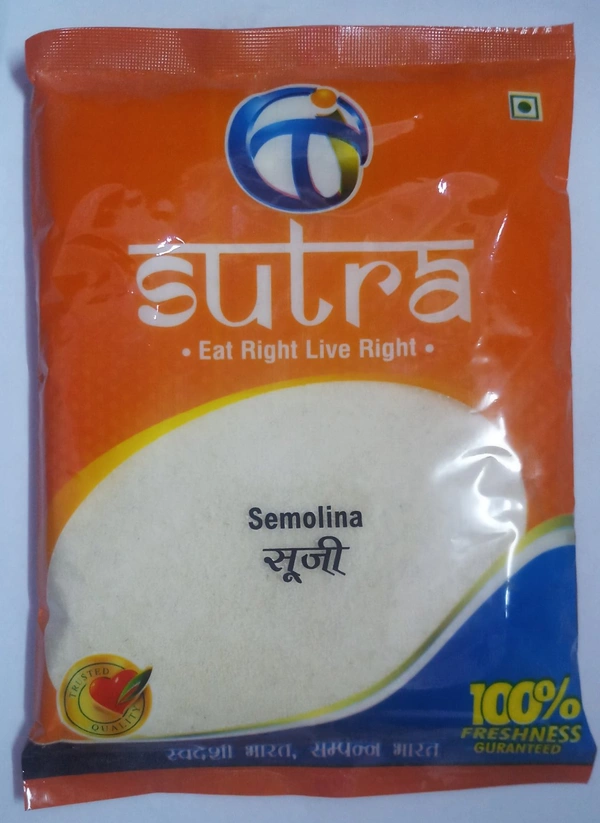 sutra
• Eat Right Live Right •
Semolina
सूजी
TRUSTED
QUALITY
100%
FRESHNESS
GURANTEED
स्वदेशी भारत, सम्पन्न भारत